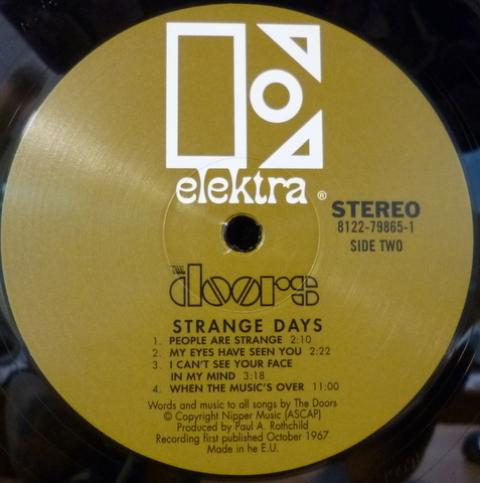 elektra ®
STEREO
8122-79865-1
SIDE TWO
THE
doors
STRANGE DAYS
1. PEOPLE ARE STRANGE 2:10
2. MY EYES HAVE SEEN YOU 2:22
3. I CAN'T SEE YOUR FACE
IN MY MIND 3:18
4. WHEN THE MUSIC'S OVER 11:00
Words and music to all songs by The Doors
© Copyright Nipper Music (ASCAP)
Produced by Paul A. Rothchild
Recording first published October 1967
Made in he E.U.